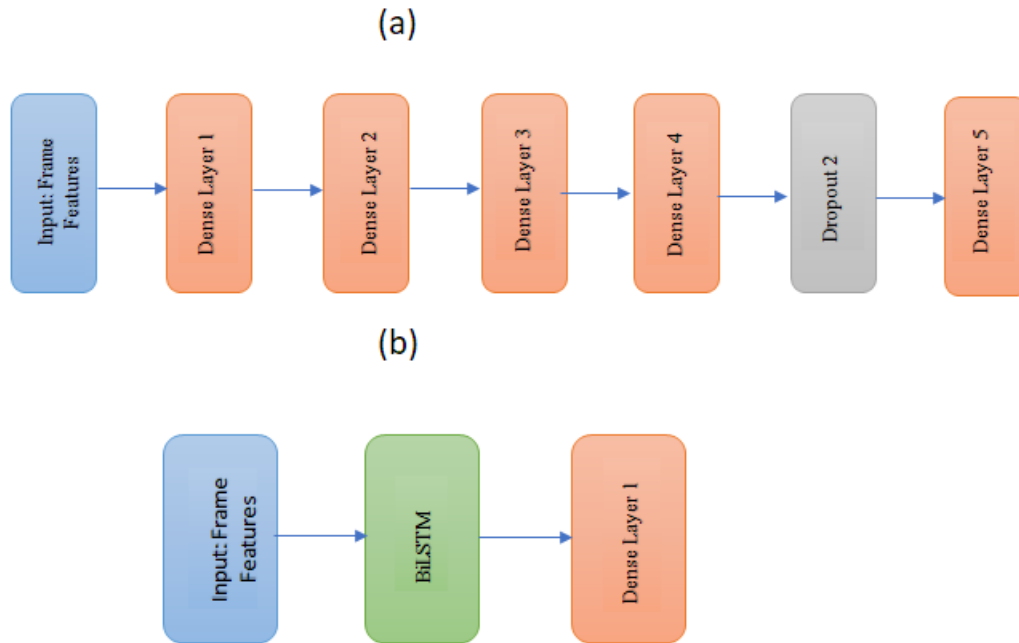 (a)
Input: Frame
Features
Dense Layer 1
Dense Layer 2
Dense Layer 3
Dense Layer 4
Dropout 2
Dense Layer 5
(b)
Input: Frame
Features
BiLSTM
Dense Layer 1